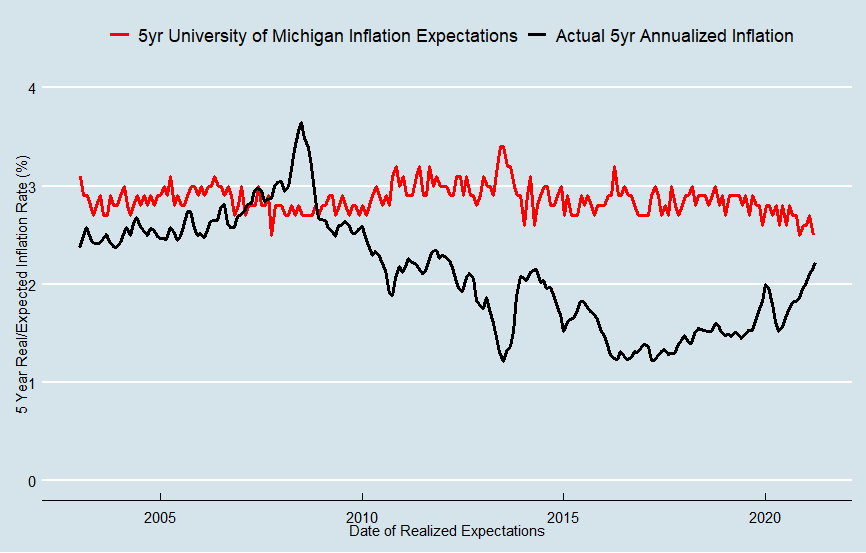 5yr University of Michigan Inflation Expectations Actual 5yr Annualized Inflation
5 Year Real/Expected Inflation Rate (%)
4
3
2
1
0
2005 2010 2015 2020
Date of Realized Expectations